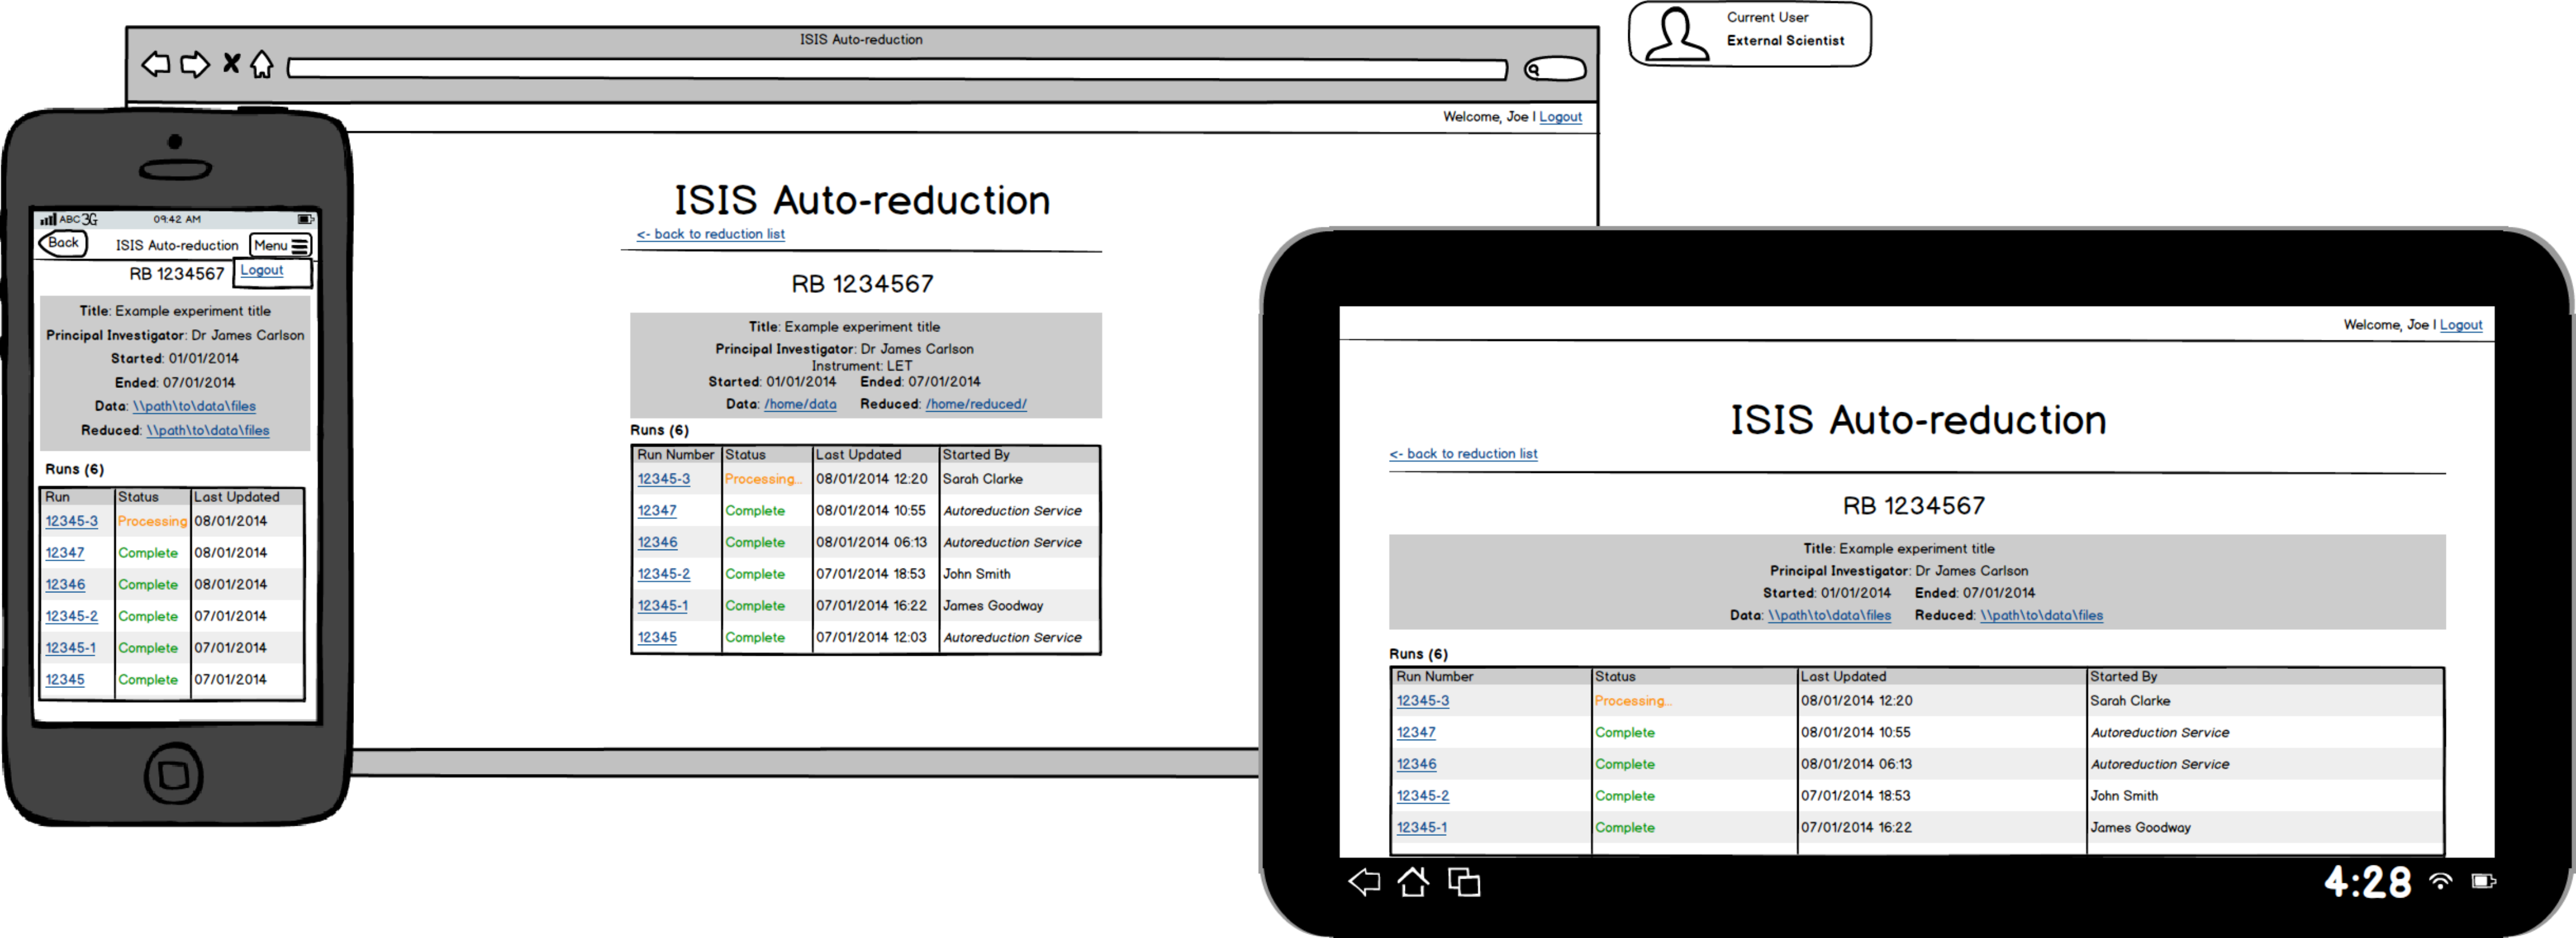 Current User
External Scientist
ISIS Auto-reduction
Welcome, Joe | Logout
ISIS Auto-reduction
<- back to reduction list
RB 1234567
Title: Example experiment title
Principal Investigator: Dr James Carlson
Instrument: LET
Started: 01/01/2014 Ended: 07/01/2014
Data: /home/data Reduced: /home/reduced/
Runs (6)
Run Number Status Last Updated Started By
12345-3 Processing... 08/01/2014 12:20 Sarah Clarke
12347 Complete 08/01/2014 10:55 Autoreduction Service
12346 Complete 08/01/2014 06:13 Autoreduction Service
12345-2 Complete 07/01/2014 18:53 John Smith
12345-1 Complete 07/01/2014 16:22 James Goodway
12345 Complete 07/01/2014 12:03 Autoreduction Service
ABC 3G 09:42 AM
Back ISIS Auto-reduction Menu
RB 1234567 Logout
Title: Example experiment title
Principal Investigator: Dr James Carlson
Started: 01/01/2014
Ended: 07/01/2014
Data: \\path\to\data\files
Reduced: \\path\to\data\files
Runs (6)
Run Status Last Updated
12345-3 Processing 08/01/2014
12347 Complete 08/01/2014
12346 Complete 08/01/2014
12345-2 Complete 07/01/2014
12345-1 Complete 07/01/2014
12345 Complete 07/01/2014
Welcome, Joe | Logout
ISIS Auto-reduction
<- back to reduction list
RB 1234567
Title: Example experiment title
Principal Investigator: Dr James Carlson
Started: 01/01/2014 Ended: 07/01/2014
Data: \\path\to\data\files Reduced: \\path\to\data\files
Runs (6)
Run Number Status Last Updated Started By
12345-3 Processing... 08/01/2014 12:20 Sarah Clarke
12347 Complete 08/01/2014 10:55 Autoreduction Service
12346 Complete 08/01/2014 06:13 Autoreduction Service
12345-2 Complete 07/01/2014 18:53 John Smith
12345-1 Complete 07/01/2014 16:22 James Goodway
4:28